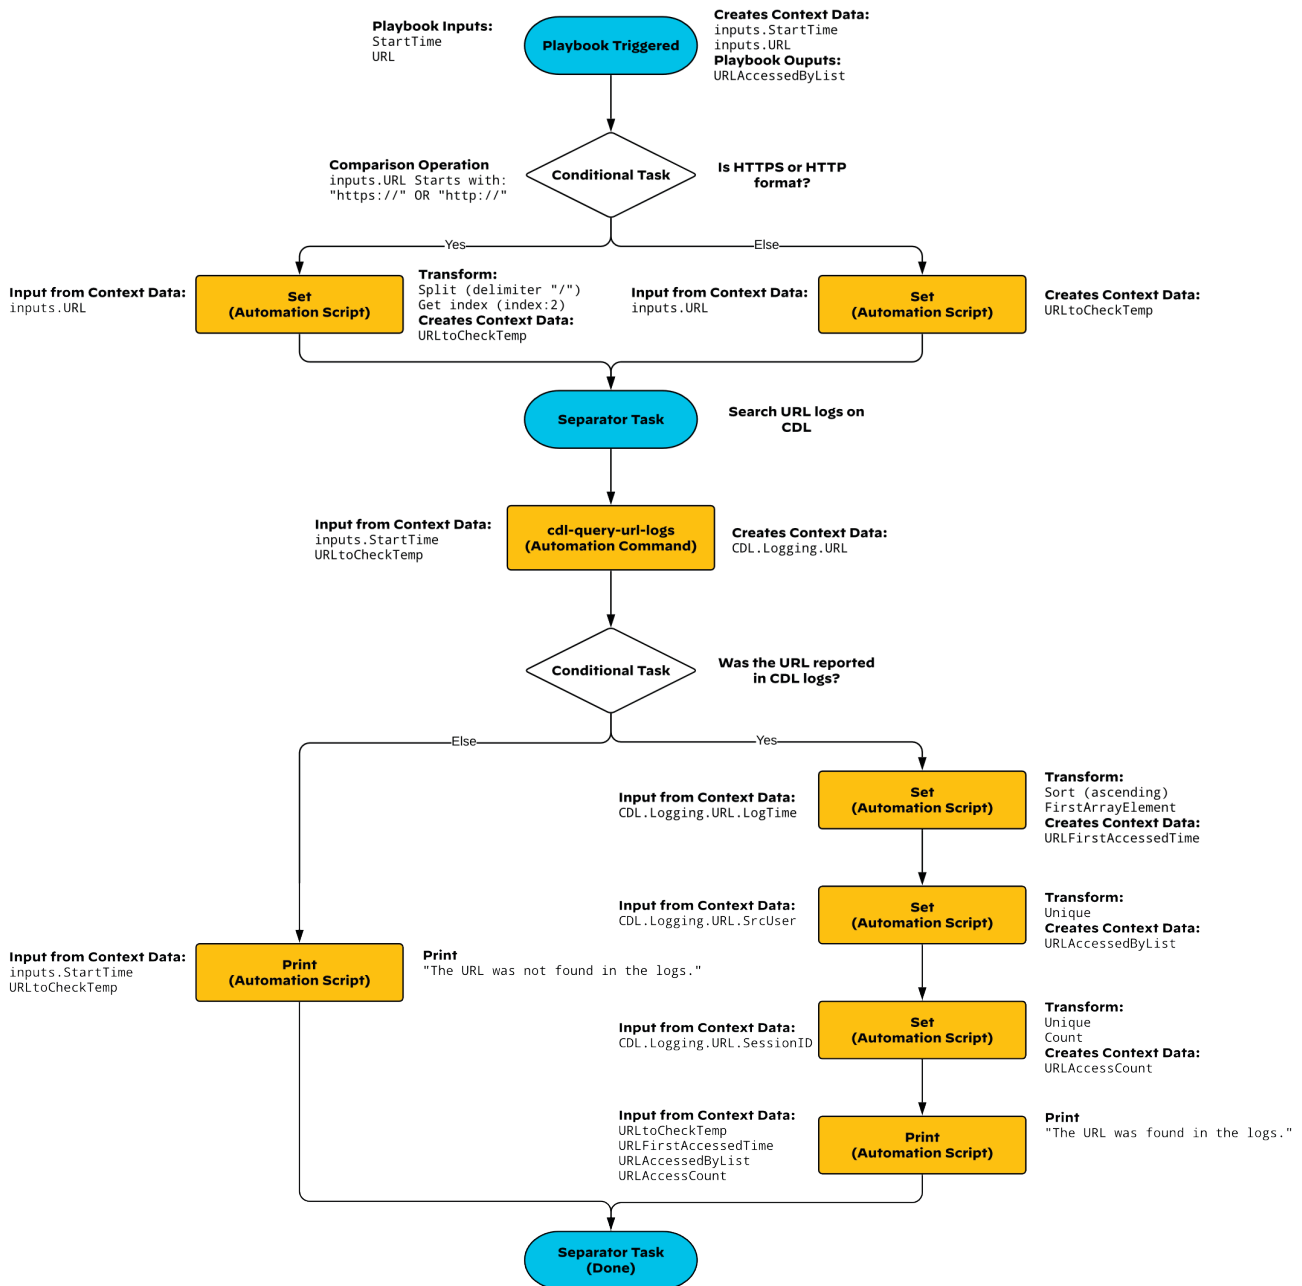 Playbook Inputs:
StartTime
URL
Playbook Triggered
Creates Context Data:
inputs.StartTime
inputs.URL
Playbook Ouputs:
URLAccessedByList
Comparison Operation
inputs.URL Starts with:
"https://" OR "http://"
Conditional Task
Is HTTPS or HTTP
format?
Yes
Else
Input from Context Data:
inputs.URL
Set
(Automation Script)
Transform:
Split (delimiter "/")
Get index (index:2)
Creates Context Data:
URLtoCheckTemp
Input from Context Data:
inputs.URL
Set
(Automation Script)
Creates Context Data:
URLtoCheckTemp
Separator Task
Search URL logs on
CDL
Input from Context Data:
inputs.StartTime
URLtoCheckTemp
cdl-query-url-logs
(Automation Command)
Creates Context Data:
CDL.Logging.URL
Conditional Task
Was the URL reported
in CDL logs?
Else
Yes
Input from Context Data:
CDL.Logging.URL.LogTime
Set
(Automation Script)
Transform:
Sort (ascending)
FirstArrayElement
Creates Context Data:
URLFirstAccessedTime
Input from Context Data:
CDL.Logging.URL.SrcUser
Set
(Automation Script)
Transform:
Unique
Creates Context Data:
URLAccessedByList
Input from Context Data:
inputs.StartTime
URLtoCheckTemp
Print
(Automation Script)
Print
"The URL was not found in the logs."
Input from Context Data:
CDL.Logging.URL.SessionID
Set
(Automation Script)
Transform:
Unique
Count
Creates Context Data:
URLAccessCount
Input from Context Data:
URLtoCheckTemp
URLFirstAccessedTime
URLAccessedByList
URLAccessCount
Print
(Automation Script)
Print
"The URL was found in the logs."
Separator Task
(Done)